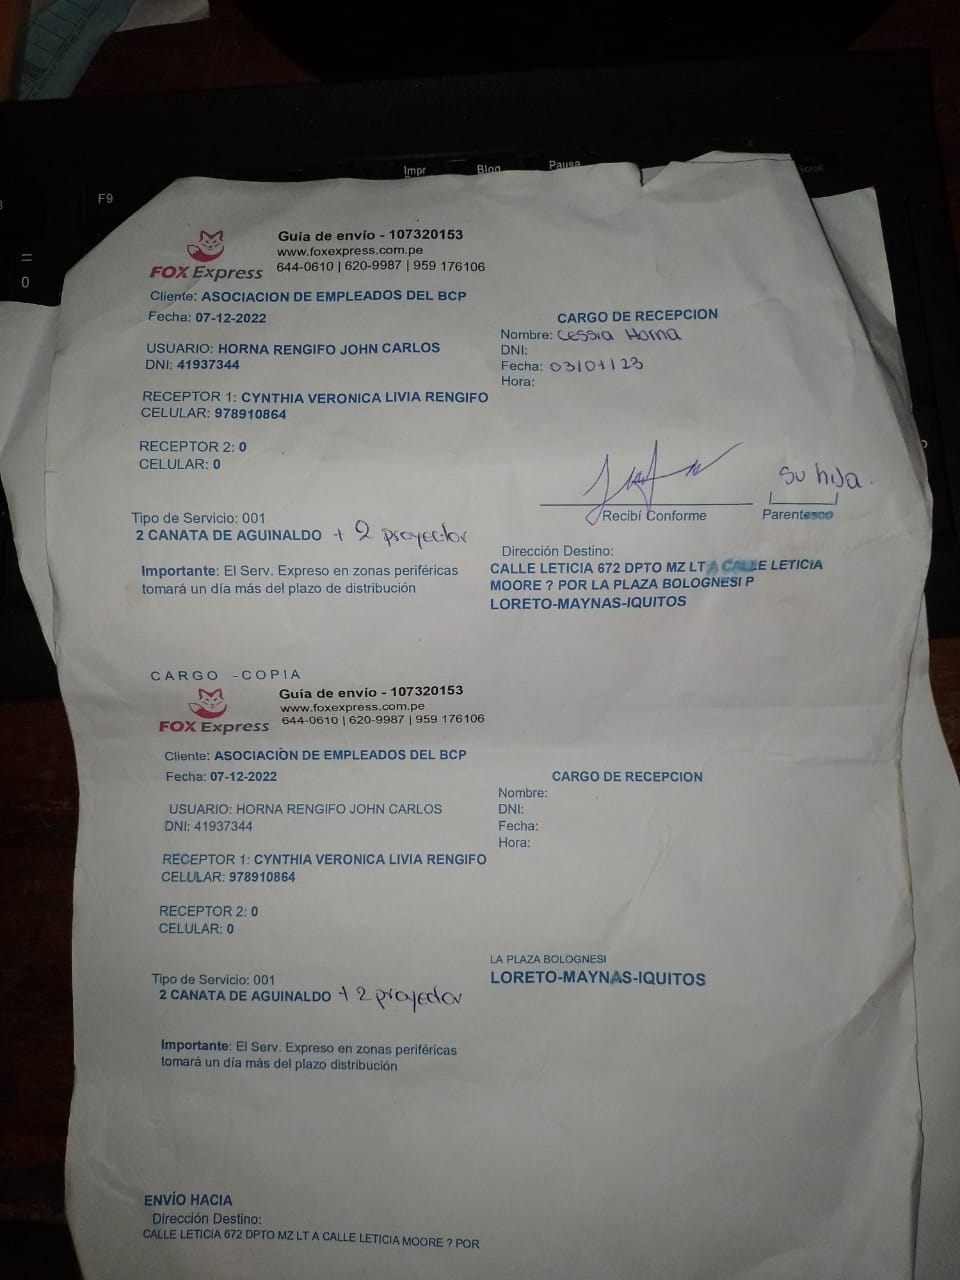 Impr
Blog
Pausa
Scroll
F9
=
0
FOX Express
Guía de envío - 107320153
www.foxexpress.com.pe
644-0610 | 620-9987 | 959 176106
Cliente: ASOCIACION DE EMPLEADOS DEL BCP
Fecha: 07-12-2022
USUARIO: HORNA RENGIFO JOHN CARLOS
DNI: 41937344
RECEPTOR 1: CYNTHIA VERONICA LIVIA RENGIFO
CELULAR: 978910864
RECEPTOR 2: 0
CELULAR: 0
CARGO DE RECEPCION
Nombre: Cessia Horna
DNI:
Fecha: 03/01/23
Hora:
Su hija.
Recibí Conforme
Parentesco
Tipo de Servicio: 001
2 CANATA DE AGUINALDO + 2 proyector
Importante: El Serv. Expreso en zonas periféricas
tomará un día más del plazo de distribución
Dirección Destino:
CALLE LETICIA 672 DPTO MZ LT A CALLE LETICIA
MOORE ? POR LA PLAZA BOLOGNESI P
LORETO-MAYNAS-IQUITOS
CARGO -COPIA
FOX Express
Guía de envío - 107320153
www.foxexpress.com.pe
644-0610 | 620-9987 | 959 176106
Cliente: ASOCIACIÒN DE EMPLEADOS DEL BCP
Fecha: 07-12-2022
USUARIO: HORNA RENGIFO JOHN CARLOS
DNI: 41937344
RECEPTOR 1: CYNTHIA VERONICA LIVIA RENGIFO
CELULAR: 978910864
RECEPTOR 2: 0
CELULAR: 0
CARGO DE RECEPCION
Nombre:
DNI:
Fecha:
Hora:
Tipo de Servicio: 001
2 CANATA DE AGUINALDO + 2 proyector
LA PLAZA BOLOGNESI
LORETO-MAYNAS-IQUITOS
Importante: El Serv. Expreso en zonas periféricas
tomará un día más del plazo distribución
ENVÍO HACIA
Dirección Destino:
CALLE LETICIA 672 DPTO MZ LT A CALLE LETICIA MOORE ? POR